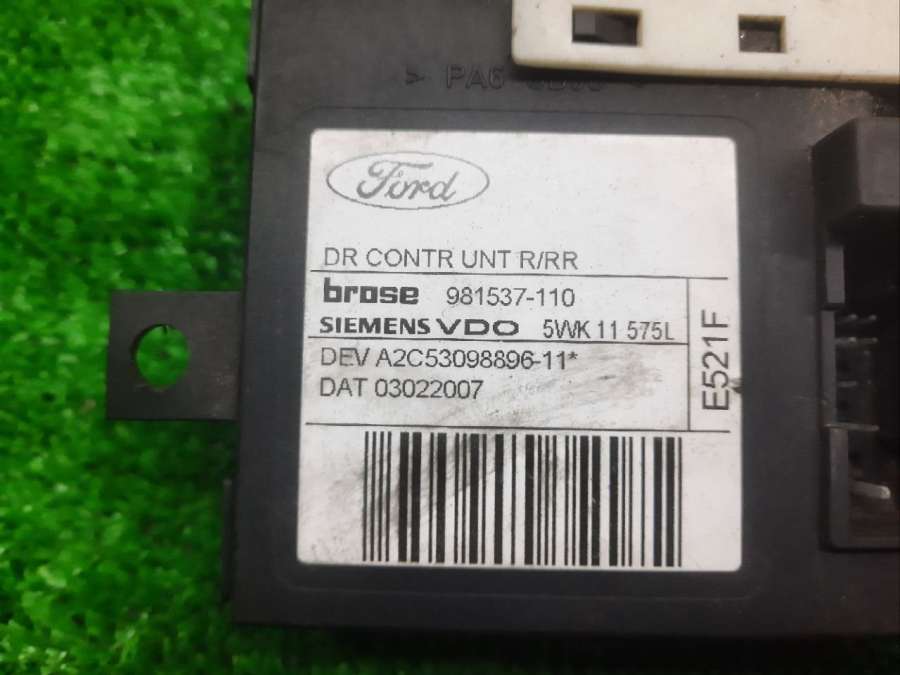 > PA6
Ford
DR CONTR UNT R/RR
brose 981537-110
SIEMENS VDO 5WK 11 575L
DEV A2C53098896-11*
DAT 03022007
E521F